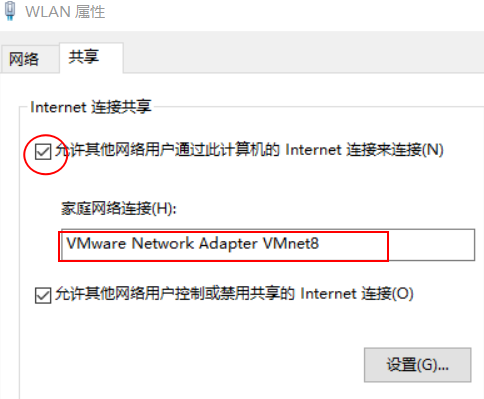 WLAN 属性
网络
共享
Internet 连接共享
允许其他网络用户通过此计算机的 Internet 连接来连接(N)
家庭网络连接(H):
VMware Network Adapter VMnet8
允许其他网络用户控制或禁用共享的 Internet 连接(O)
设置(G)...